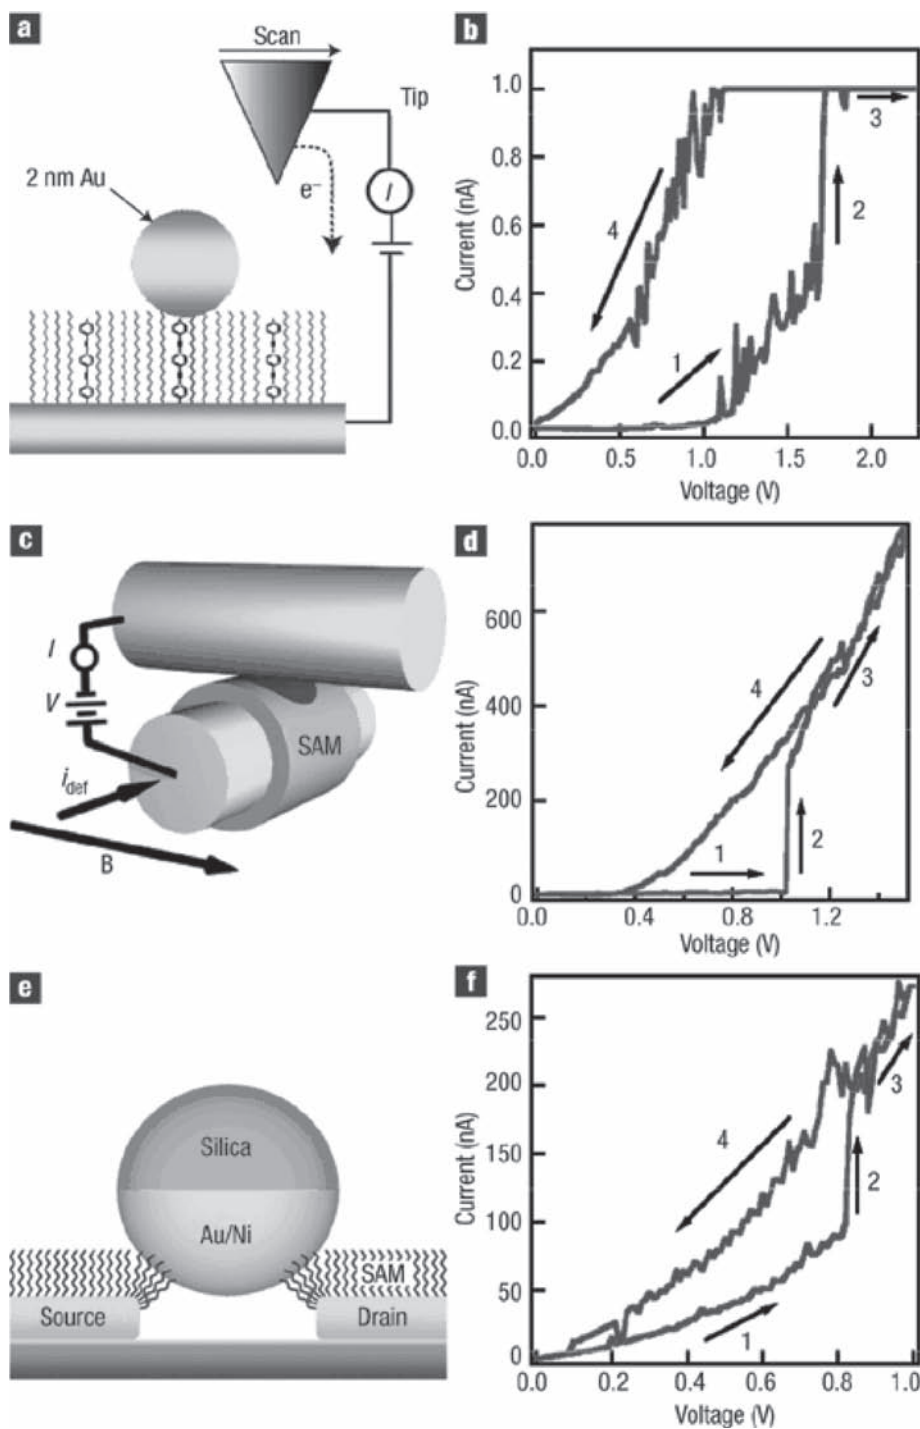 a
Scan
Tip
2 nm Au
e⁻
I
b
Current (nA)
1.0
0.8
0.6
0.4
0.2
0.0
0.0 0.5 1.0 1.5 2.0
Voltage (V)
1
2
3
4
c
I
V
SAM
i def
B
d
Current (nA)
600
400
200
0
0.0 0.4 0.8 1.2
Voltage (V)
1
2
3
4
e
Silica
Au/Ni
SAM
Source
Drain
f
Current (nA)
250
200
150
100
50
0
0.0 0.2 0.4 0.6 0.8 1.0
Voltage (V)
1
2
3
4